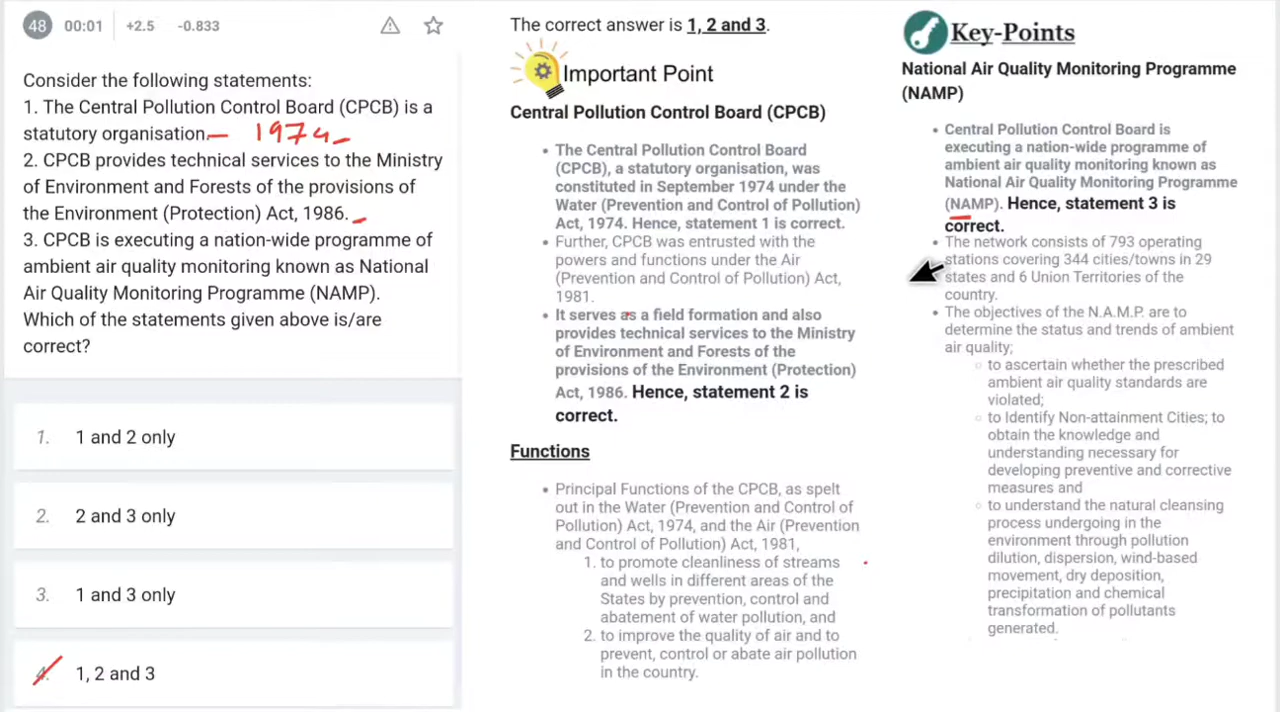 48 00:01 +2.5 -0.833
Consider the following statements:
1. The Central Pollution Control Board (CPCB) is a
statutory organisation. 1974
2. CPCB provides technical services to the Ministry
of Environment and Forests of the provisions of
the Environment (Protection) Act, 1986.
3. CPCB is executing a nation-wide programme of
ambient air quality monitoring known as National
Air Quality Monitoring Programme (NAMP).
Which of the statements given above is/are
correct?
1. 1 and 2 only
2. 2 and 3 only
3. 1 and 3 only
4. 1, 2 and 3
The correct answer is 1, 2 and 3.
Important Point
Central Pollution Control Board (CPCB)
• The Central Pollution Control Board
(CPCB), a statutory organisation, was
constituted in September 1974 under the
Water (Prevention and Control of Pollution)
Act, 1974. Hence, statement 1 is correct.
• Further, CPCB was entrusted with the
powers and functions under the Air
(Prevention and Control of Pollution) Act,
1981.
• It serves as a field formation and also
provides technical services to the Ministry
of Environment and Forests of the
provisions of the Environment (Protection)
Act, 1986. Hence, statement 2 is
correct.
Functions
• Principal Functions of the CPCB, as spelt
out in the Water (Prevention and Control of
Pollution) Act, 1974, and the Air (Prevention
and Control of Pollution) Act, 1981,
1. to promote cleanliness of streams
and wells in different areas of the
States by prevention, control and
abatement of water pollution, and
2. to improve the quality of air and to
prevent, control or abate air pollution
in the country.
Key-Points
National Air Quality Monitoring Programme
(NAMP)
• Central Pollution Control Board is
executing a nation-wide programme of
ambient air quality monitoring known as
National Air Quality Monitoring Programme
(NAMP). Hence, statement 3 is
correct.
• The network consists of 793 operating
stations covering 344 cities/towns in 29
states and 6 Union Territories of the
country.
• The objectives of the N.A.M.P. are to
determine the status and trends of ambient
air quality;
○ to ascertain whether the prescribed
ambient air quality standards are
violated;
○ to Identify Non-attainment Cities; to
obtain the knowledge and
understanding necessary for
developing preventive and corrective
measures and
○ to understand the natural cleansing
process undergoing in the
environment through pollution
dilution, dispersion, wind-based
movement, dry deposition,
precipitation and chemical
transformation of pollutants
generated.